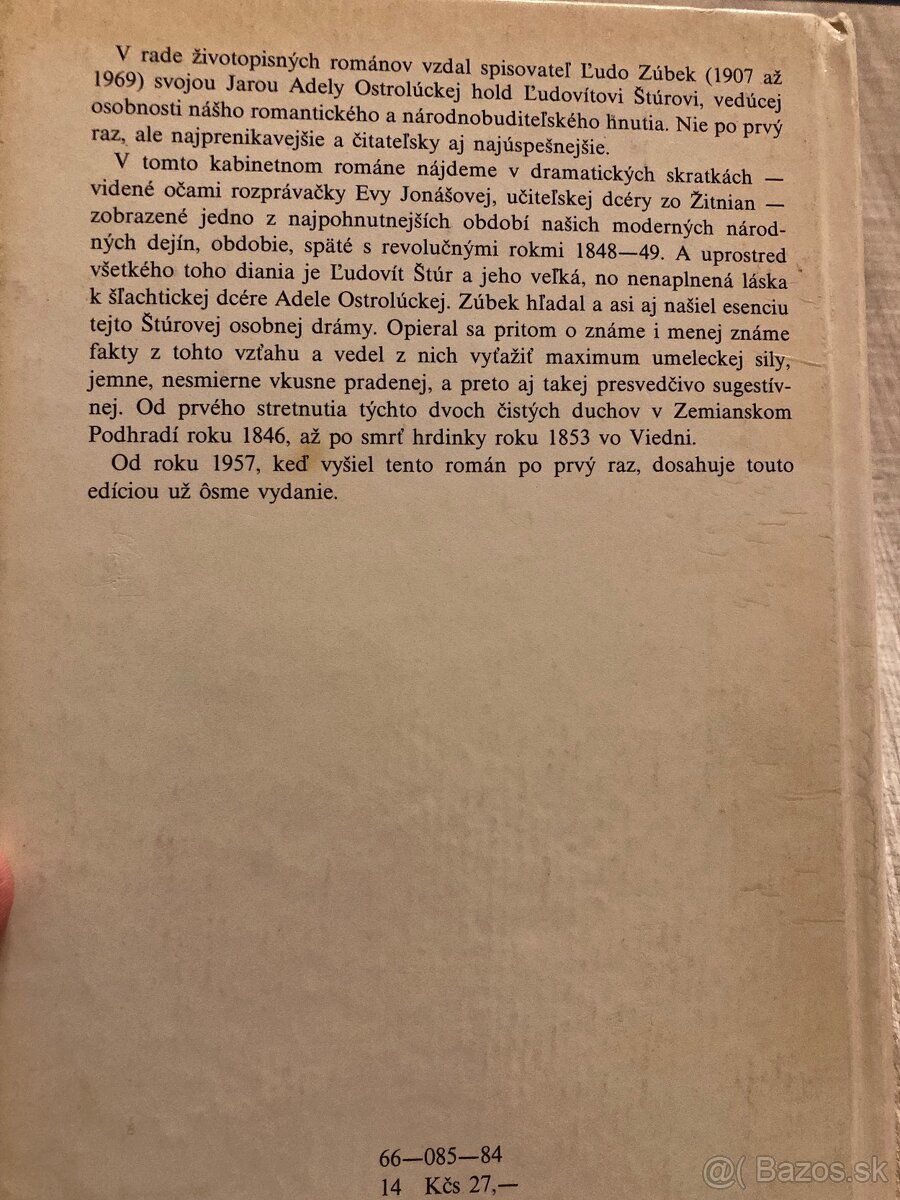 V rade životopisných románov vzdal spisovateľ Ľudo Zúbek (1907 až
1969) svojou Jarou Adely Ostrolúckej hold Ľudovítovi Štúrovi, vedúcej
osobnosti nášho romantického a národnobuditeľského hnutia. Nie po prvý
raz, ale najprenikavejšie a čitateľsky aj najúspešnejšie.
V tomto kabinetnom románe nájdeme v dramatických skratkách —
videné očami rozprávačky Evy Jonášovej, učiteľskej dcéry zo Žitnian —
zobrazené jedno z najpohnutnejších období našich moderných národ-
ných dejín, obdobie, späté s revolučnými rokmi 1848—49. A uprostred
všetkého toho diania je Ľudovít Štúr a jeho veľká, no nenaplnená láska
k šľachtickej dcére Adele Ostrolúckej. Zúbek hľadal a asi aj našiel esenciu
tejto Štúrovej osobnej drámy. Opieral sa pritom o známe i menej známe
fakty z tohto vzťahu a vedel z nich vyťažiť maximum umeleckej sily,
jemne, nesmierne vkusne pradenej, a preto aj takej presvedčivo sugestív-
nej. Od prvého stretnutia týchto dvoch čistých duchov v Zemianskom
Podhradí roku 1846, až po smrť hrdinky roku 1853 vo Viedni.
Od roku 1957, keď vyšiel tento román po prvý raz, dosahuje touto
edíciou už ôsme vydanie.
66—085—84
14 Kčs 27,—
@( Bazos.sk